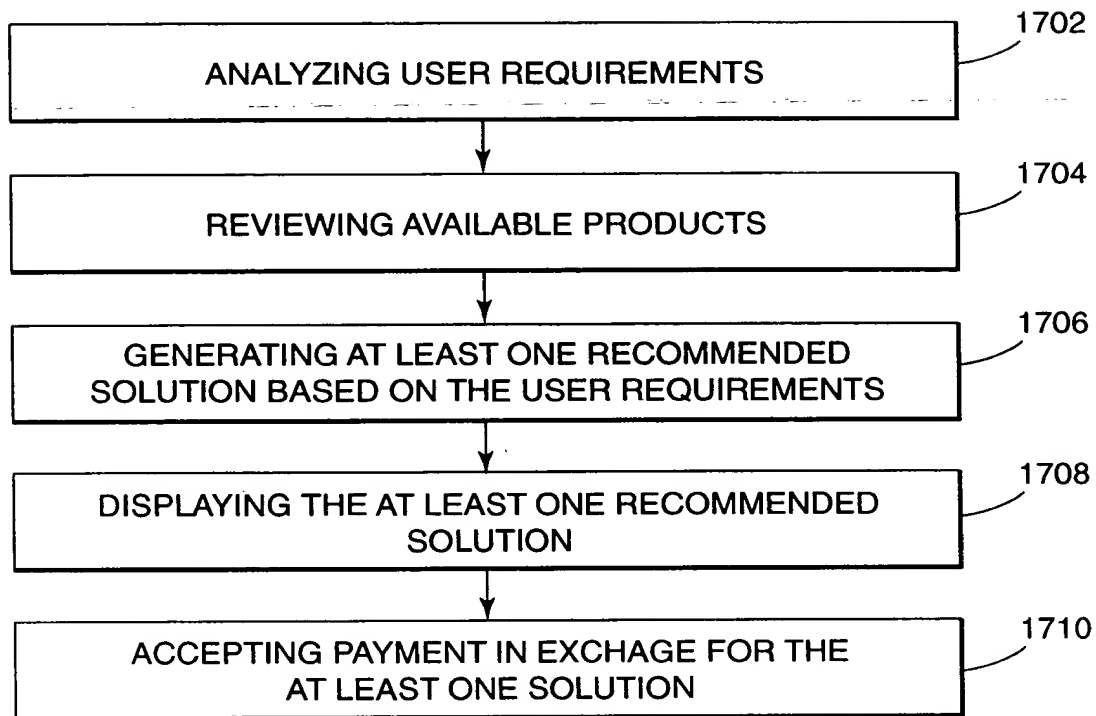 1702
ANALYZING USER REQUIREMENTS
1704
REVIEWING AVAILABLE PRODUCTS
1706
GENERATING AT LEAST ONE RECOMMENDED
SOLUTION BASED ON THE USER REQUIREMENTS
1708
DISPLAYING THE AT LEAST ONE RECOMMENDED
SOLUTION
1710
ACCEPTING PAYMENT IN EXCHAGE FOR THE
AT LEAST ONE SOLUTION